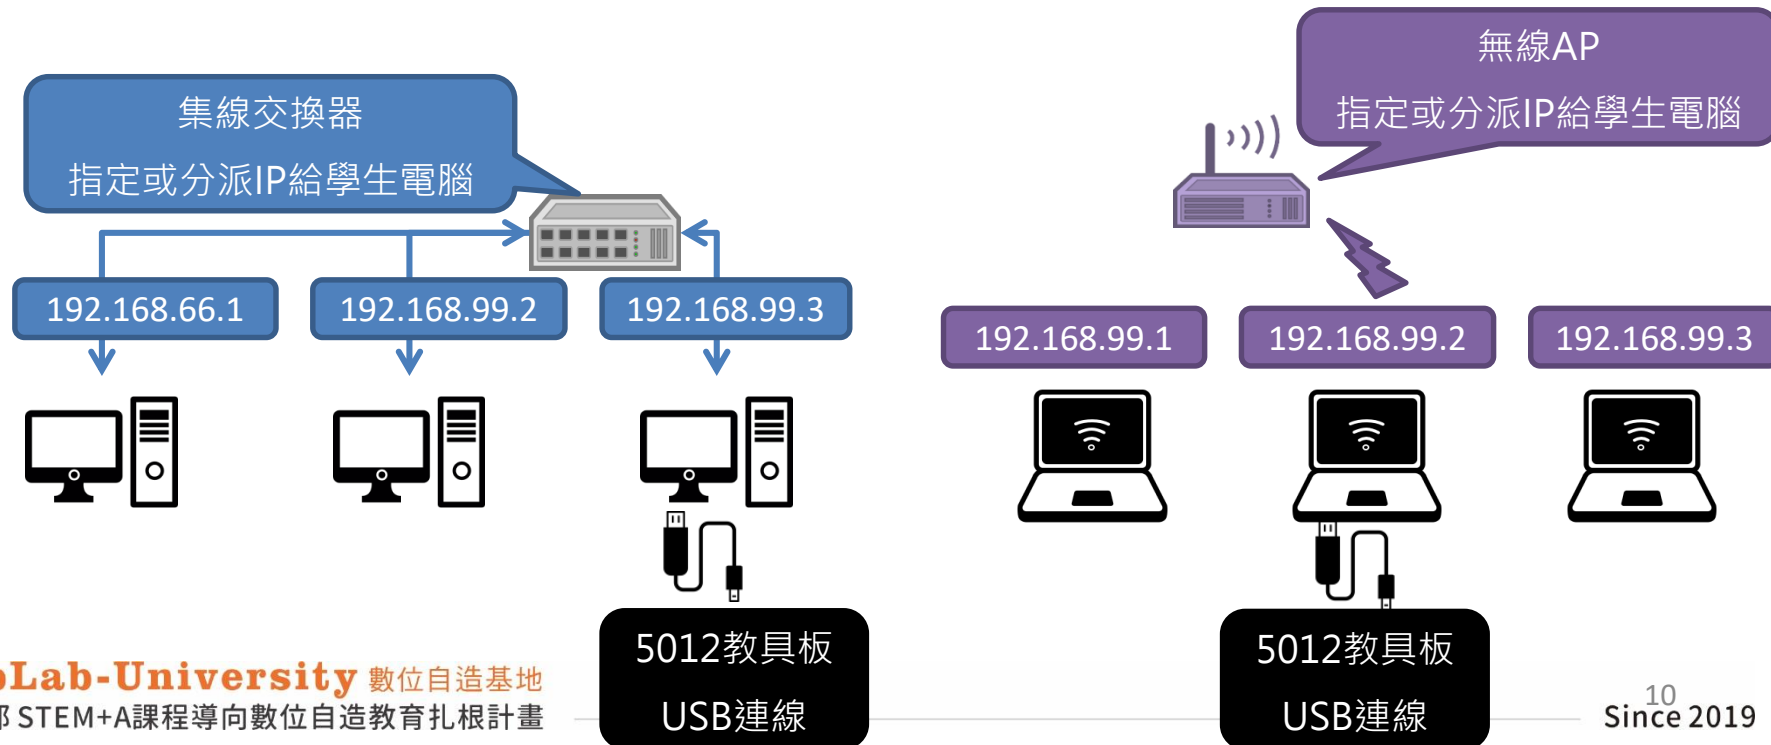 集線交換器
指定或分派IP給學生電腦
無線AP
指定或分派IP給學生電腦
192.168.66.1
192.168.99.2
192.168.99.3
192.168.99.1
192.168.99.2
192.168.99.3
5012教具板
USB連線
5012教具板
USB連線
bLab-University 數位自造基地
部 STEM+A課程導向數位自造教育扎根計畫
10
Since 2019